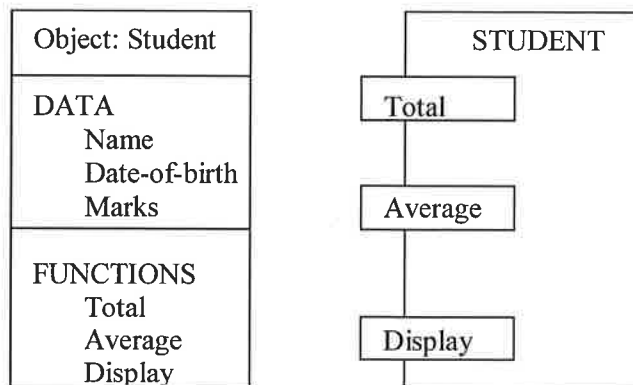 Object: Student
DATA
Name
Date-of-birth
Marks
FUNCTIONS
Total
Average
Display
STUDENT
Total
Average
Display